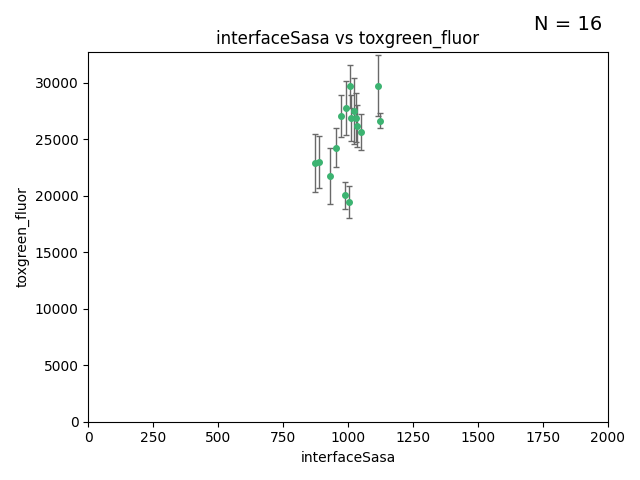 N = 16
interfaceSasa vs toxgreen_fluor
30000
25000
20000
15000
10000
5000
0
toxgreen_fluor
0 250 500 750 1000 1250 1500 1750 2000
interfaceSasa